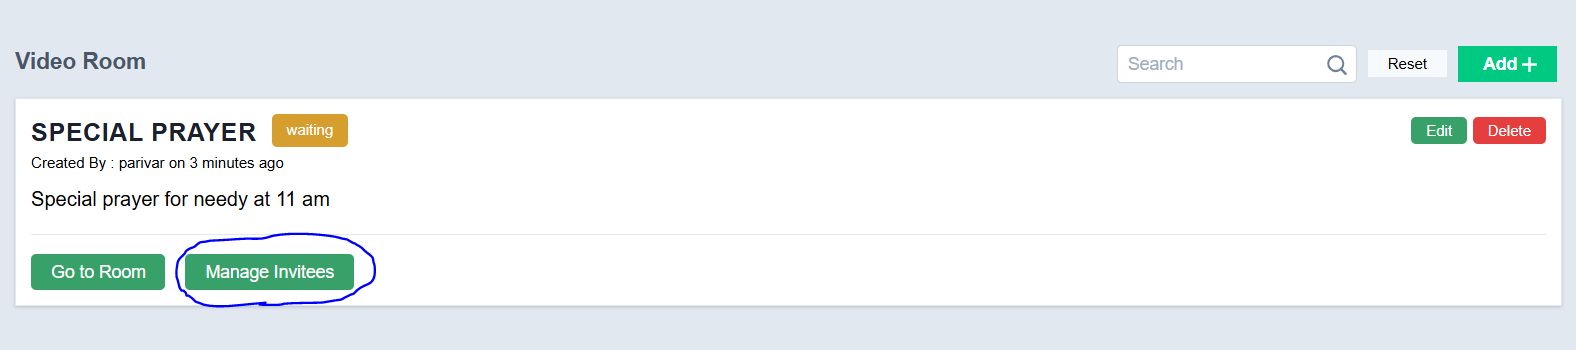 Video Room
Search
Reset
Add +
SPECIAL PRAYER
waiting
Edit
Delete
Created By : parivar on 3 minutes ago
Special prayer for needy at 11 am
Go to Room
Manage Invitees